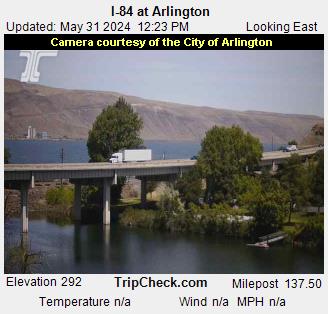 I-84 at Arlington
Updated: May 31 2024 12:23 PM Looking East
Camera courtesy of the City of Arlington
Elevation 292 TripCheck.com Milepost 137.50
Temperature n/a Wind n/a MPH n/a